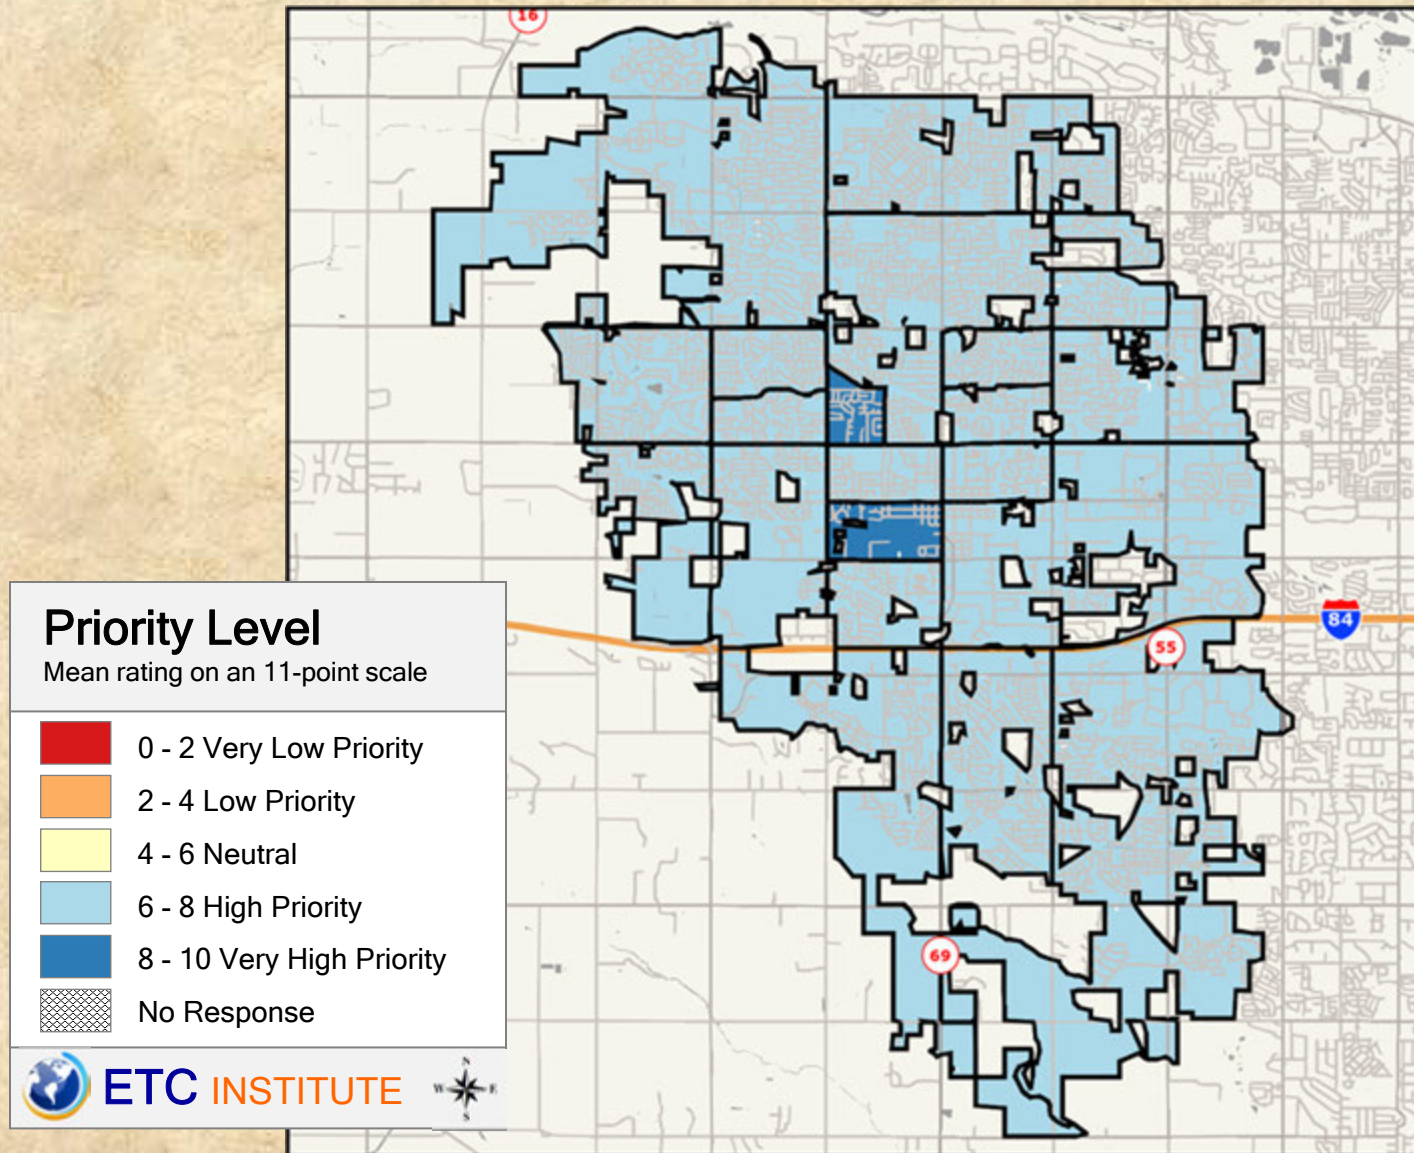 16
84
55
69
Priority Level
Mean rating on an 11-point scale
0 - 2 Very Low Priority
2 - 4 Low Priority
4 - 6 Neutral
6 - 8 High Priority
8 - 10 Very High Priority
No Response
ETC INSTITUTE
N
W E
S